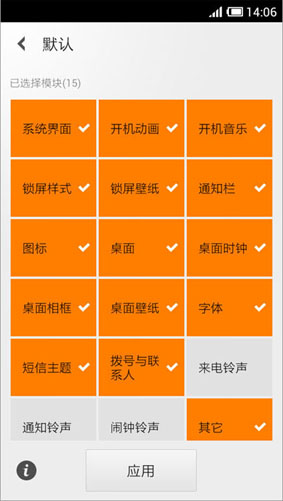 14:06
默认
已选择模块(15)
系统界面 开机动画 开机音乐
锁屏样式 锁屏壁纸 通知栏
图标 桌面 桌面时钟
桌面相框 桌面壁纸 字体
短信主题 拨号与联系人 来电铃声
通知铃声 闹钟铃声 其它
应用